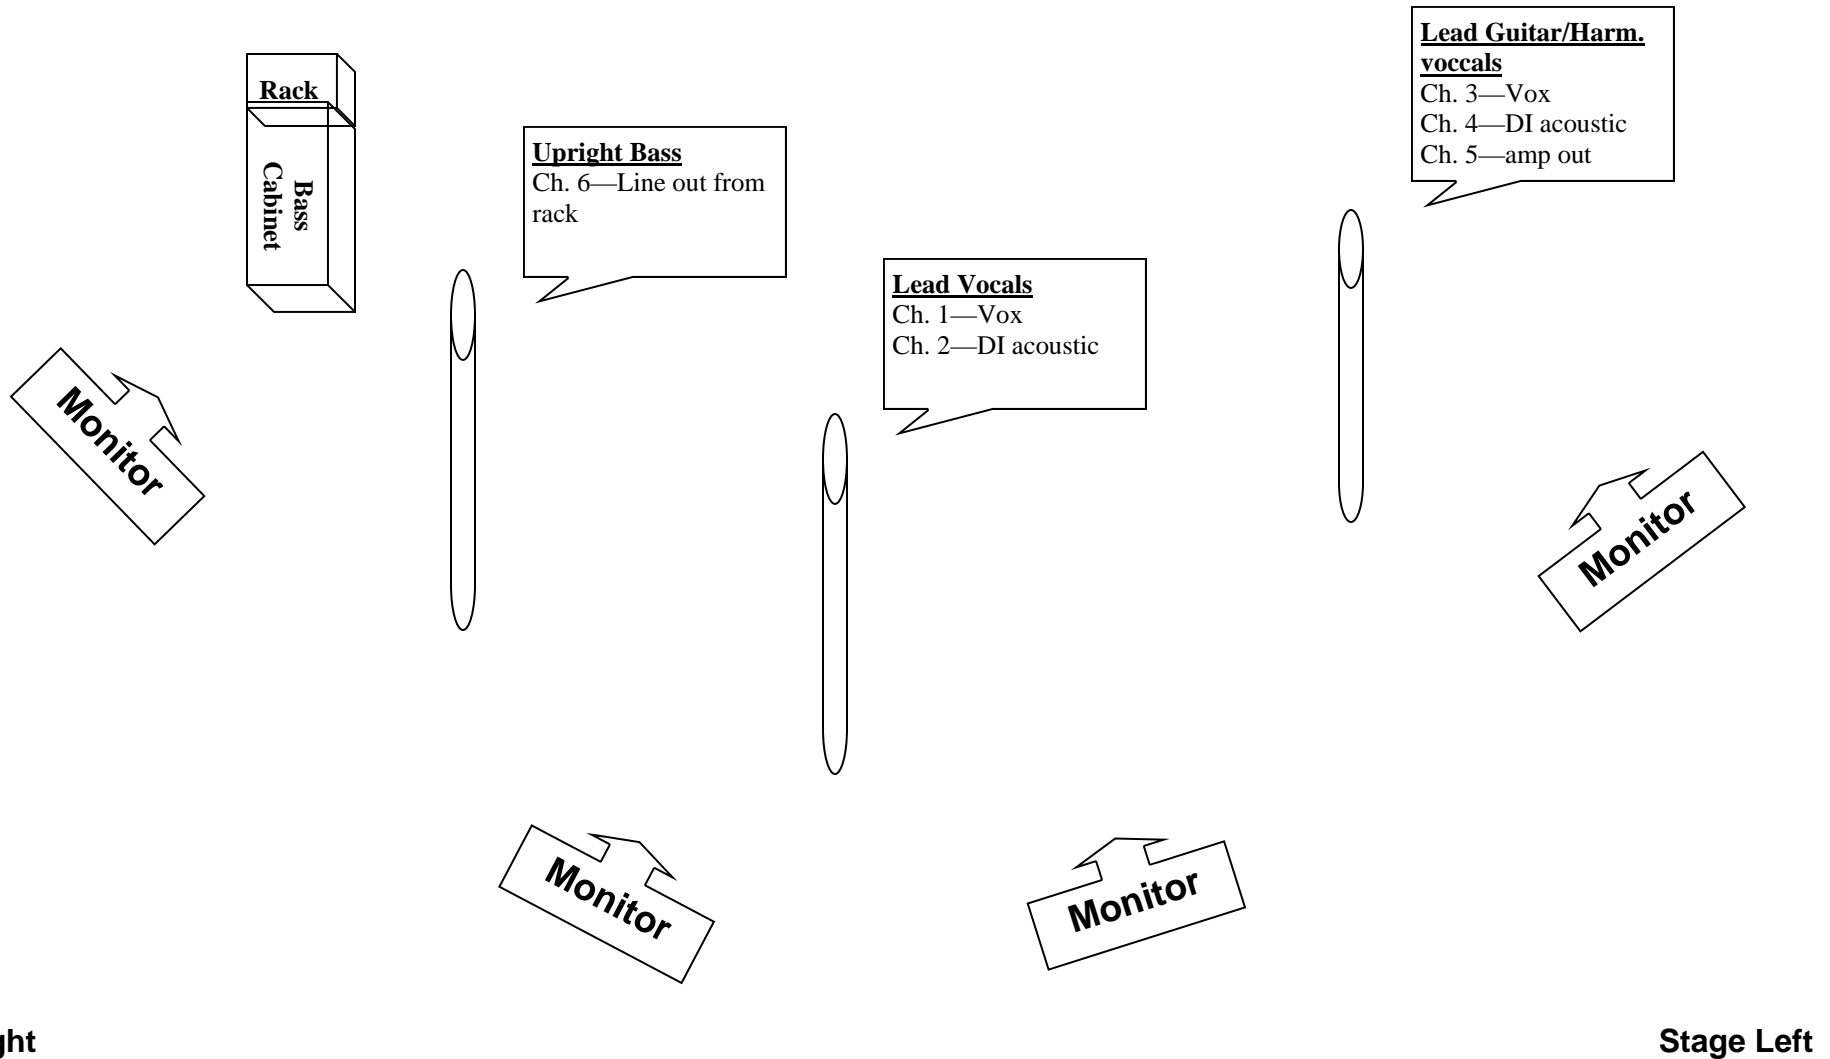 Lead Guitar/Harm.
voccals
Ch. 3—Vox
Ch. 4—DI acoustic
Ch. 5—amp out
Rack
Bass
Cabinet
Upright Bass
Ch. 6—Line out from
rack
Lead Vocals
Ch. 1—Vox
Ch. 2—DI acoustic
Monitor
Monitor
Monitor
Monitor
ght
Stage Left